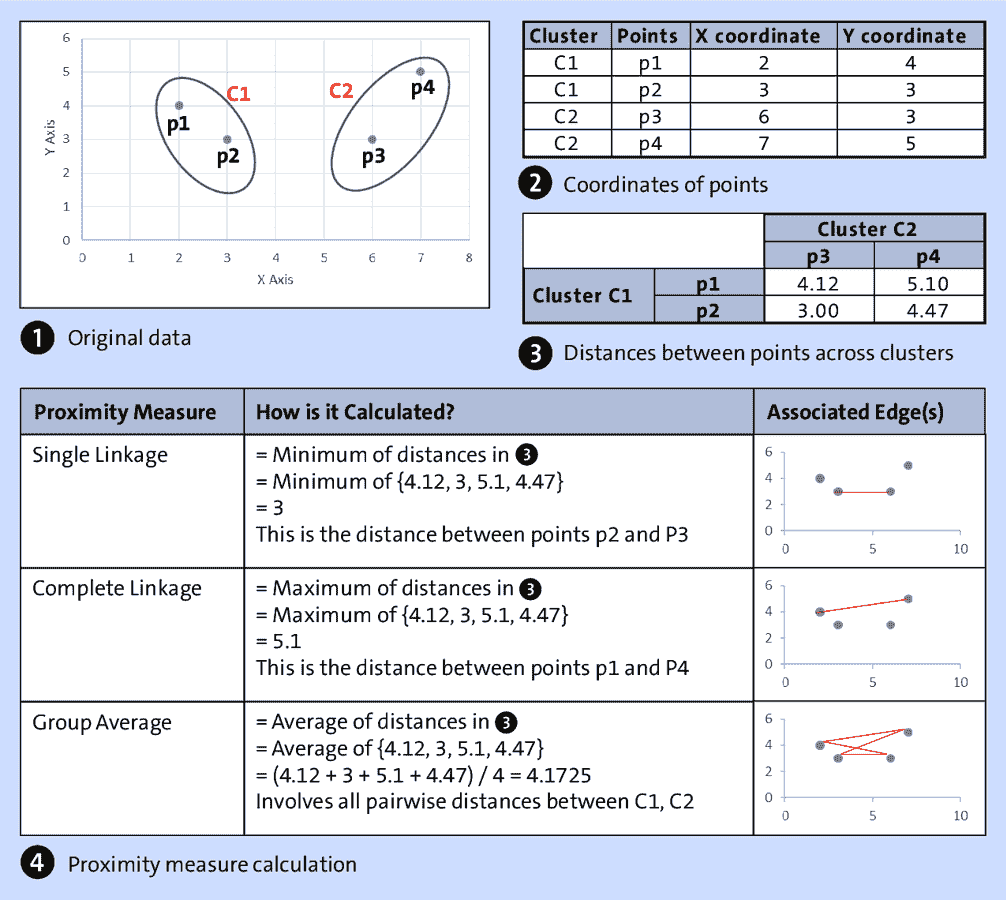 6
5
4
3
2
1
0
Y Axis
C1
C2
p1
p2
p3
p4
0 1 2 3 4 5 6 7 8
X Axis
1 Original data
Cluster Points X coordinate Y coordinate
C1 p1 2 4
C1 p2 3 3
C2 p3 6 3
C2 p4 7 5
2 Coordinates of points
Cluster C2
p3 p4
Cluster C1 p1 4.12 5.10
p2 3.00 4.47
3 Distances between points across clusters
Proximity Measure How is it Calculated? Associated Edge(s)
Single Linkage
= Minimum of distances in 3
= Minimum of {4.12, 3, 5.1, 4.47}
= 3
This is the distance between points p2 and P3
6
4
2
0
0 5 10
Complete Linkage
= Maximum of distances in 3
= Maximum of {4.12, 3, 5.1, 4.47}
= 5.1
This is the distance between points p1 and P4
6
4
2
0
0 5 10
Group Average
= Average of distances in 3
= Average of {4.12, 3, 5.1, 4.47}
= (4.12 + 3 + 5.1 + 4.47) / 4 = 4.1725
Involves all pairwise distances between C1, C2
6
4
2
0
0 5 10
4 Proximity measure calculation